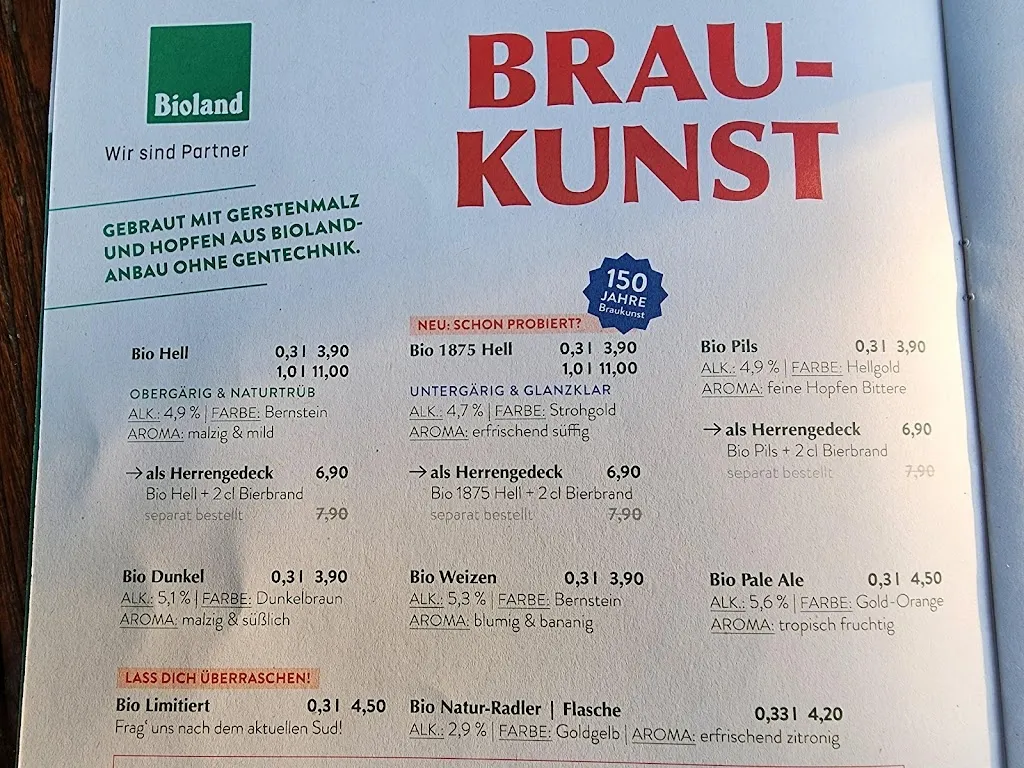 Bioland
Wir sind Partner
BRAU-
KUNST
GEBRAUT MIT GERSTENMALZ
UND HOPFEN AUS BIOLAND-
ANBAU OHNE GENTECHNIK.
150
JAHRE
Braukunst
Bio Hell 0,3 l 3,90
1,0 l 11,00
OBERGÄRIG & NATURTRÜB
ALK.: 4,9 % | FARBE: Bernstein
AROMA: malzig & mild
→ als Herrengedeck 6,90
Bio Hell + 2 cl Bierbrand
separat bestellt 7,90
NEU: SCHON PROBIERT?
Bio 1875 Hell 0,3 l 3,90
1,0 l 11,00
UNTERGÄRIG & GLANZKLAR
ALK.: 4,7 % | FARBE: Strohgold
AROMA: erfrischend süffig
→ als Herrengedeck 6,90
Bio 1875 Hell + 2 cl Bierbrand
separat bestellt 7,90
Bio Pils 0,3 l 3,90
ALK.: 4,9 % | FARBE: Hellgold
AROMA: feine Hopfen Bittere
→ als Herrengedeck 6,90
Bio Pils + 2 cl Bierbrand
separat bestellt 7,90
Bio Dunkel 0,3 l 3,90
ALK.: 5,1 % | FARBE: Dunkelbraun
AROMA: malzig & süßlich
Bio Weizen 0,3 l 3,90
ALK.: 5,3 % | FARBE: Bernstein
AROMA: blumig & bananig
Bio Pale Ale 0,3 l 4,50
ALK.: 5,6 % | FARBE: Gold-Orange
AROMA: tropisch fruchtig
LASS DICH ÜBERRASCHEN!
Bio Limitiert 0,3 l 4,50
Frag‘ uns nach dem aktuellen Sud!
Bio Natur-Radler | Flasche 0,33 l 4,20
ALK.: 2,9 % | FARBE: Goldgelb | AROMA: erfrischend zitronig